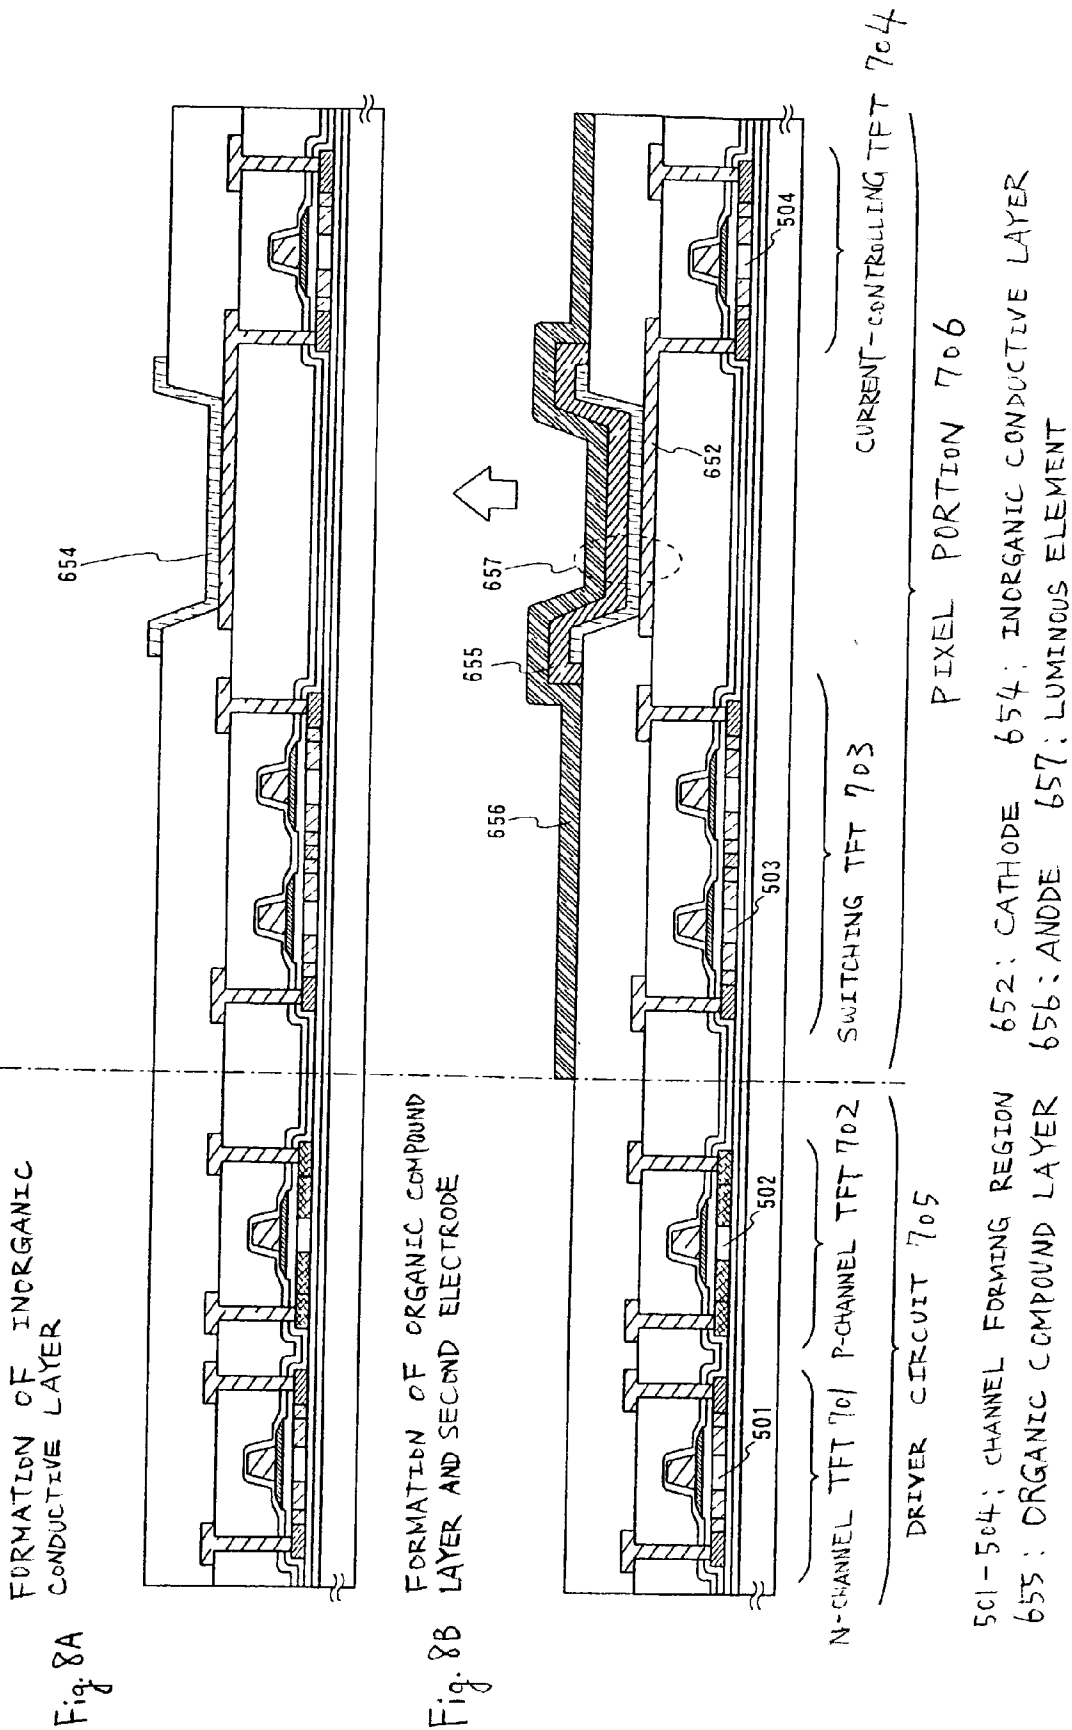 Fig. 8A
FORMATION OF INORGANIC
CONDUCTIVE LAYER
654
Fig. 8B
FORMATION OF ORGANIC COMPOUND
LAYER AND SECOND ELECTRODE
656
655
657
652
501
502
503
504
N-CHANNEL TFT 701
P-CHANNEL TFT 702
SWITCHING TFT 703
CURRENT-CONTROLLING TFT 704
DRIVER CIRCUIT 705
PIXEL PORTION 706
501-504: CHANNEL FORMING REGION 652: CATHODE 654: INORGANIC CONDUCTIVE LAYER
655: ORGANIC COMPOUND LAYER 656: ANODE 657: LUMINOUS ELEMENT